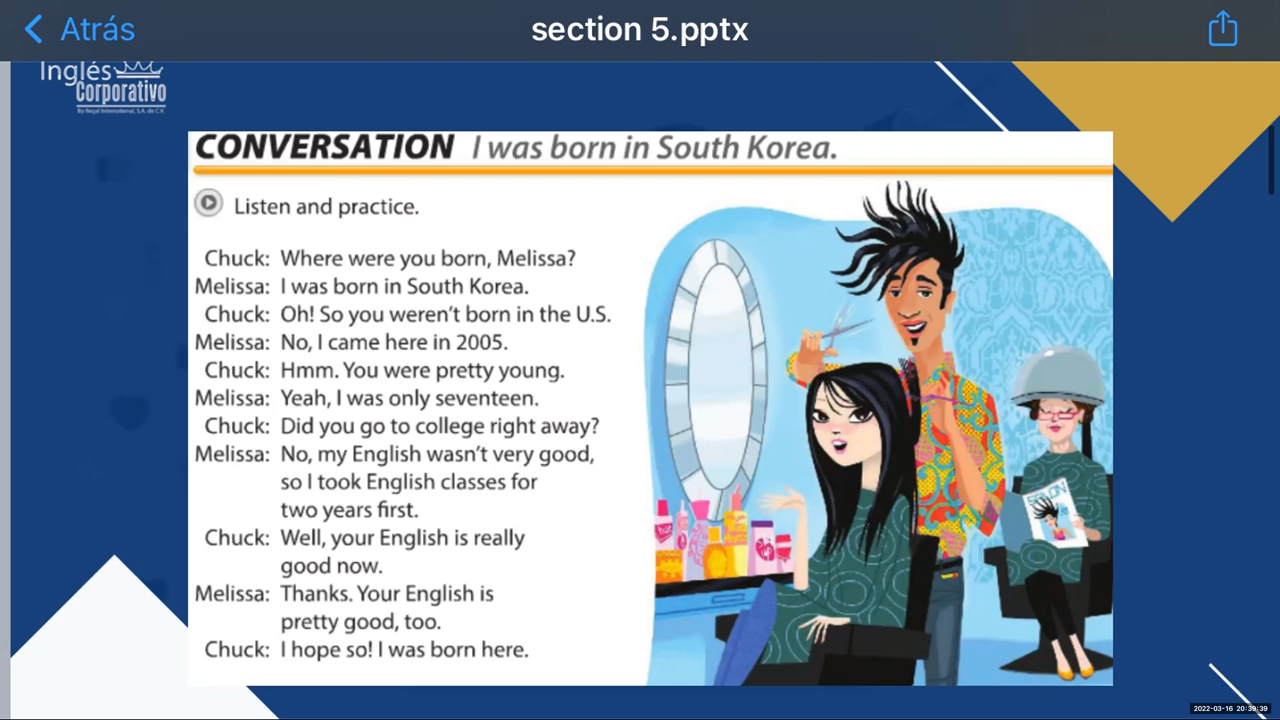 Atrás
section 5.pptx
Inglés
Corporativo
By Regal International, S.A. de C.V.
CONVERSATION I was born in South Korea.
Listen and practice.
Chuck: Where were you born, Melissa?
Melissa: I was born in South Korea.
Chuck: Oh! So you weren't born in the U.S.
Melissa: No, I came here in 2005.
Chuck: Hmm. You were pretty young.
Melissa: Yeah, I was only seventeen.
Chuck: Did you go to college right away?
Melissa: No, my English wasn't very good,
so I took English classes for
two years first.
Chuck: Well, your English is really
good now.
Melissa: Thanks. Your English is
pretty good, too.
Chuck: I hope so! I was born here.
SALON
2022-03-16 20:39:39